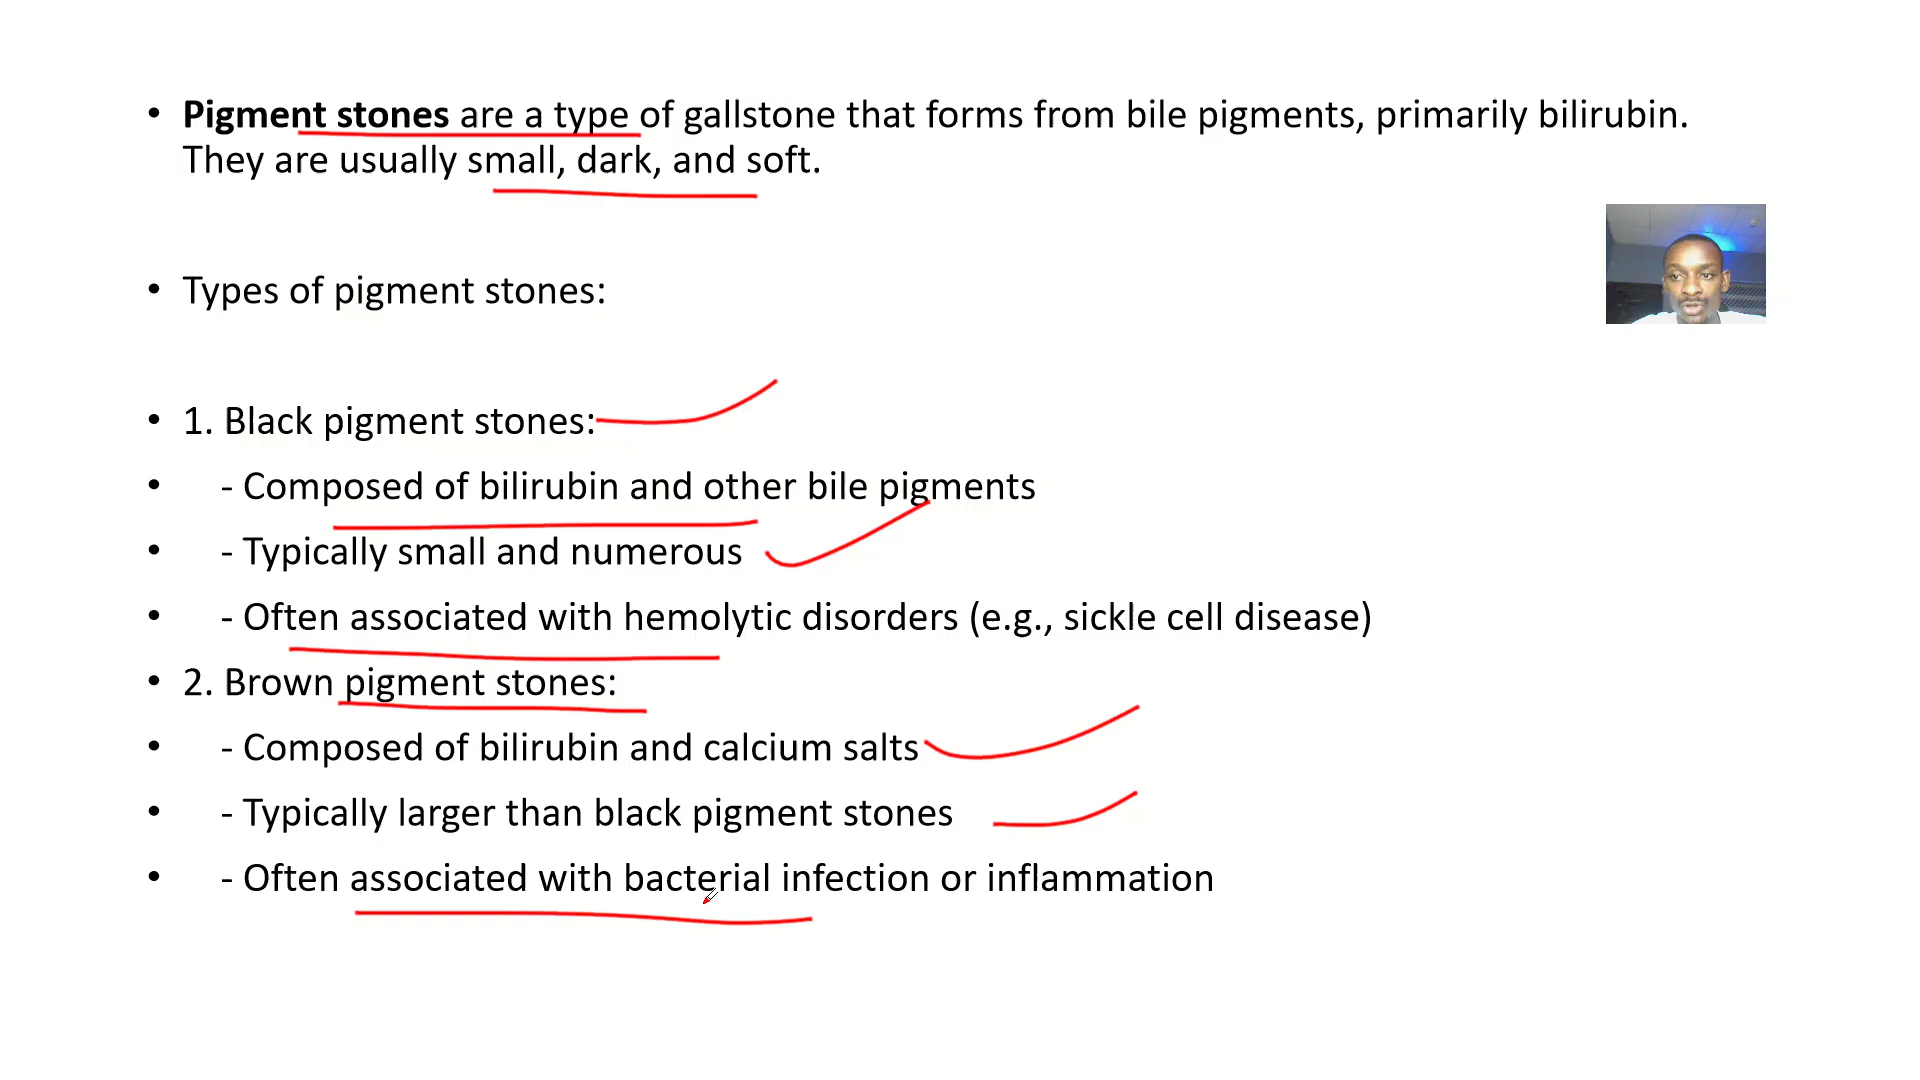 • Pigment stones are a type of gallstone that forms from bile pigments, primarily bilirubin.
They are usually small, dark, and soft.
• Types of pigment stones:
• 1. Black pigment stones:
• - Composed of bilirubin and other bile pigments
• - Typically small and numerous
• - Often associated with hemolytic disorders (e.g., sickle cell disease)
• 2. Brown pigment stones:
• - Composed of bilirubin and calcium salts
• - Typically larger than black pigment stones
• - Often associated with bacterial infection or inflammation